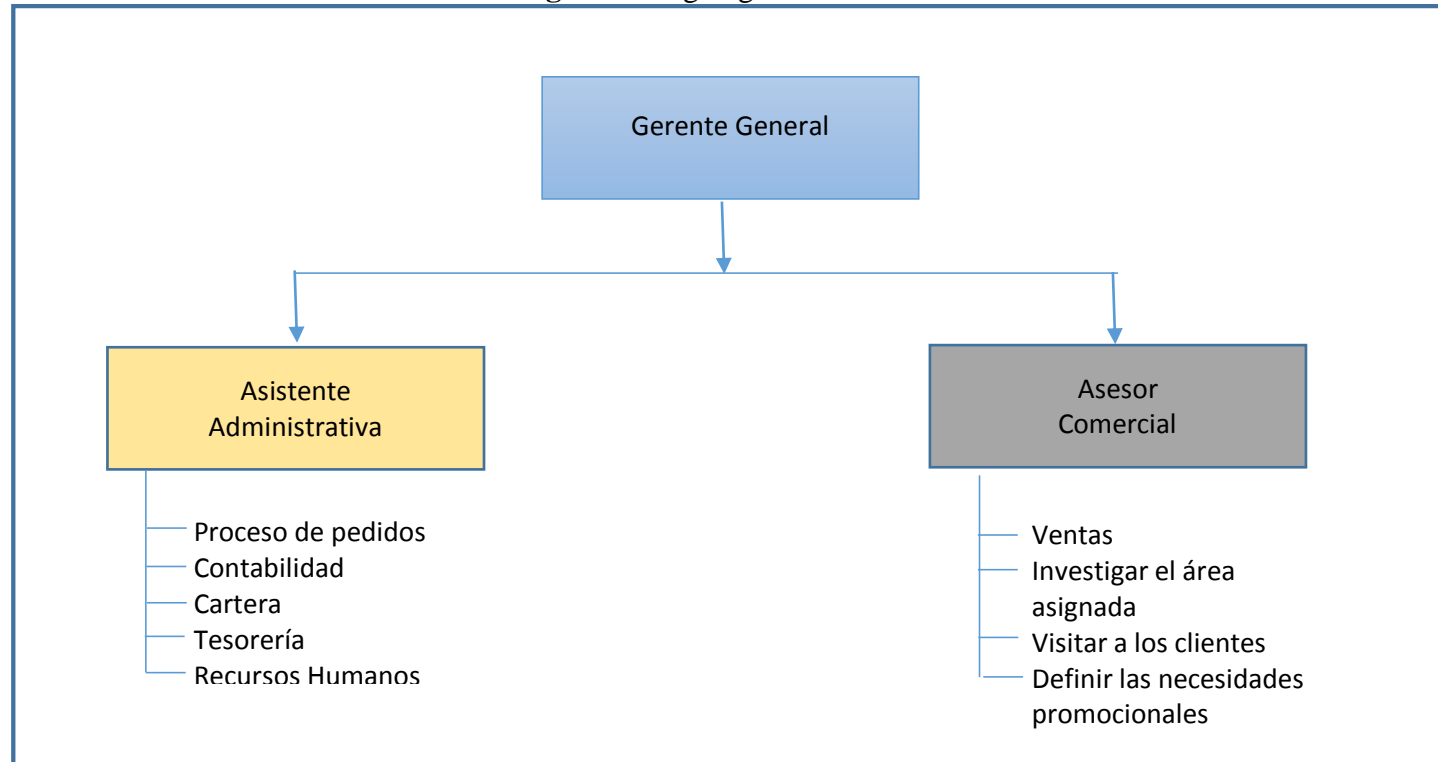 Gerente General
Asistente
Administrativa
Proceso de pedidos
Contabilidad
Cartera
Tesorería
Recursos Humanos
Asesor
Comercial
Ventas
Investigar el área
asignada
Visitar a los clientes
Definir las necesidades
promocionales